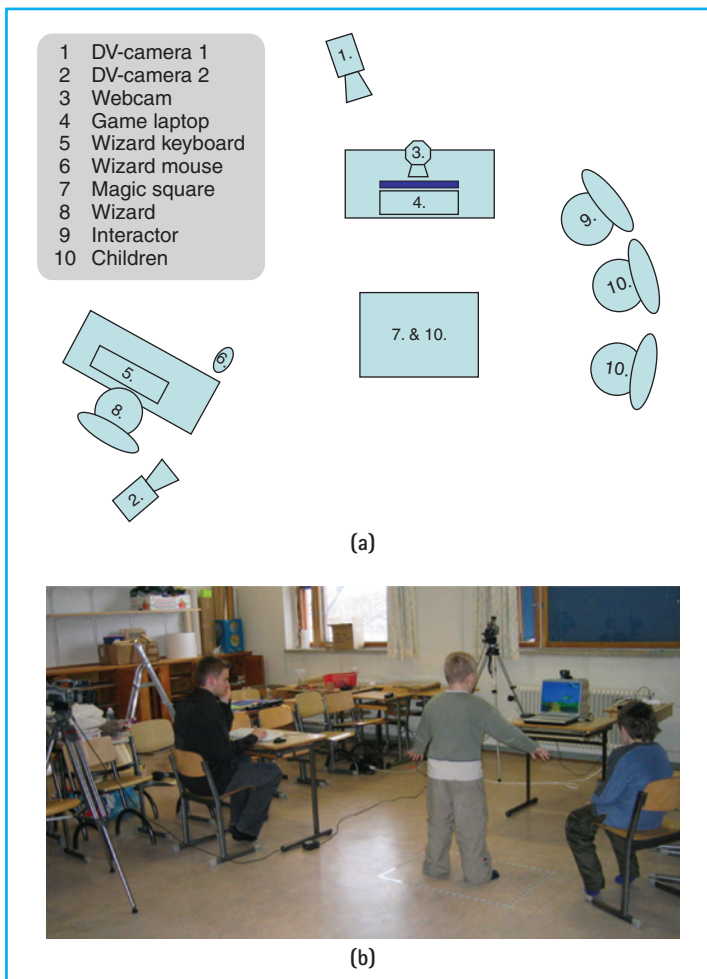 1 DV-camera 1
2 DV-camera 2
3 Webcam
4 Game laptop
5 Wizard keyboard
6 Wizard mouse
7 Magic square
8 Wizard
9 Interactor
10 Children
1.
3.
4.
9.
10.
7. & 10.
10.
6.
5.
8.
2.
(a)
(b)